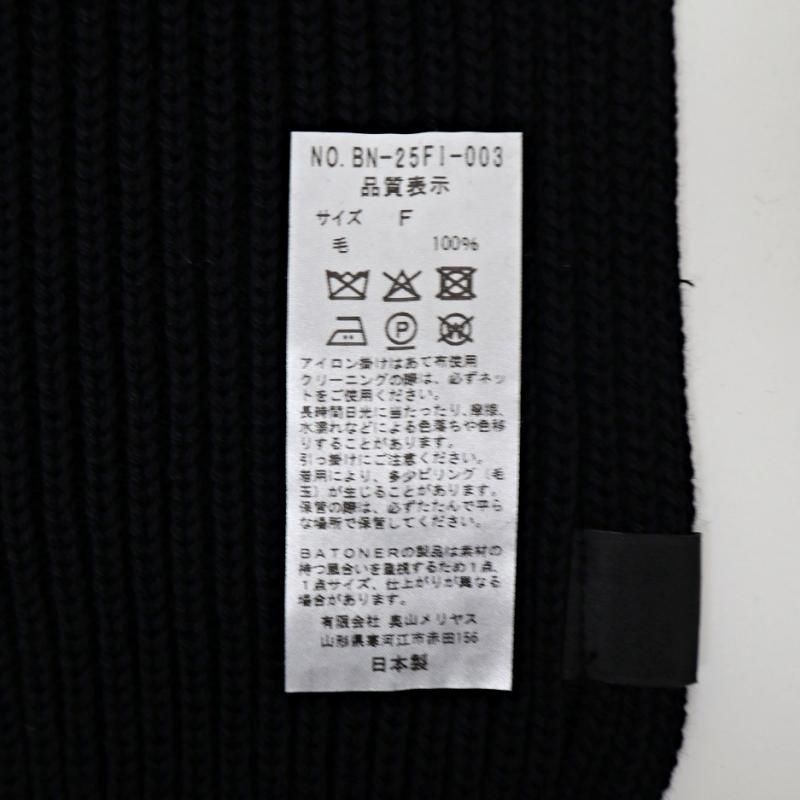 NO. BN-25FI-003
品質表示
サイズ F
毛 100%
P
W
アイロン掛けはあて布使用
クリーニングの際は、必ずネッ
トをご使用ください。
長時間日光に当たったり、摩擦、
水濡れなどによる色落ちや色移
りすることがあります。
引っ掛けにご注意ください。
着用により、多少ピリング(毛
玉)が生じることがあります。
保管の際は、必ずたたんで平ら
な場所で保管してください。
BATONERの製品は素材の
持つ風合いを重視するため1点、
1点サイズ、仕上がりが異なる
場合があります。
有限会社 奥山メリヤス
山形県寒河江市赤田156
日本製